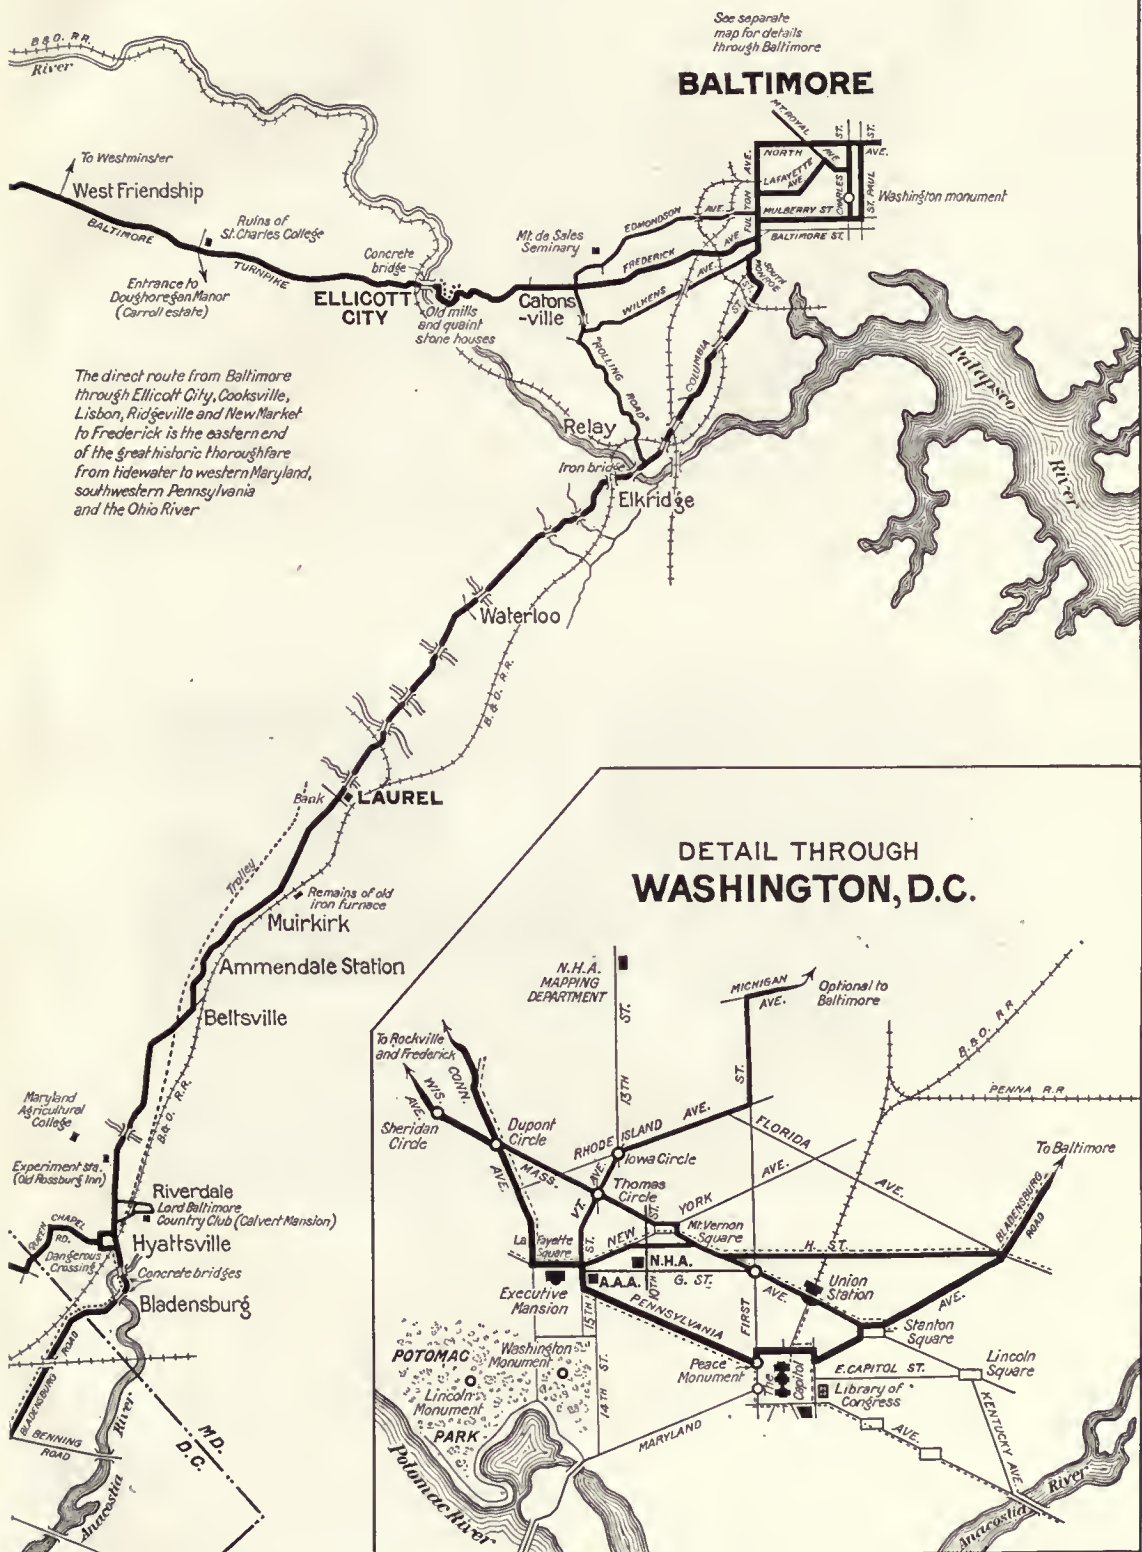 See separate
map for details
through Baltimore
BALTIMORE
B.&O. RR.
River
MT. ROYAL
AVE.
ST.
ST.
NORTH
AVE.
LAFAYETTE
AVE.
FULTON
AVE.
CHARLES
ST. PAUL
Washington monument
MULBERRY ST.
BALTIMORE ST.
EDMONDSON
AVE.
FREDERICK
AVE.
WILKENS
AVE.
SOUTH
MONROE
ST.
COLUMBIA
ST.
To Westminster
West Friendship
BALTIMORE
TURNPIKE
Ruins of
St. Charles College
Entrance to
Doughoregan Manor
(Carroll estate)
Concrete
bridge
ELLICOTT
CITY
Old mills
and quaint
stone houses
Mt. de Sales
Seminary
Catons
-ville
"ROLLING
ROAD"
Patapsco
River
The direct route from Baltimore
through Ellicott City, Cooksville,
Lisbon, Ridgeville and New Market
to Frederick is the eastern end
of the great historic thoroughfare
from tidewater to western Maryland,
southwestern Pennsylvania
and the Ohio River
Relay
Iron bridge
Elkridge
Waterloo
B.&O. R.R.
Bank
LAUREL
Trolley
Remains of old
iron furnace
Muirkirk
Ammendale Station
Beltsville
B.&O. R.R.
Maryland
Agricultural
College
Experiment sta.
(Old Rossburg Inn)
Riverdale
Lord Baltimore
Country Club (Calvert Mansion)
QUEEN
CHAPEL
RD.
Hyattsville
Dangerous
Crossing
Concrete bridges
Bladensburg
BLADENSBURG
ROAD
BENNING
ROAD
MD.
D.C.
Anacostia
River
DETAIL THROUGH
WASHINGTON, D.C.
N.H.A.
MAPPING
DEPARTMENT
13TH
ST.
MICHIGAN
AVE.
Optional to
Baltimore
B.&O. RR
PENNA R.R
To Rockville
and Frederick
CONN.
AVE.
WIS.
AVE.
Sheridan
Circle
Dupont
Circle
MASS.
AVE.
RHODE ISLAND
AVE.
ST.
Iowa Circle
FLORIDA
AVE.
To Baltimore
BLADENSBURG
ROAD
VT.
AVE.
Thomas
Circle
NEW
YORK
AVE.
Mt Vernon
Square
H. ST.
La Fayette
Square
ST.
ST.
N.H.A.
A.A.A.
10TH
G. ST.
Executive
Mansion
15TH
PENNSYLVANIA
FIRST
Union
Station
AVE.
Stanton
Square
Washington
Monument
POTOMAC
Lincoln
Monument
PARK
14TH
ST.
Peace
Monument
The
Capitol
E. CAPITOL ST.
Lincoln
Square
Library of
Congress
AVE.
KENTUCKY AVE.
MARYLAND
Potomac River
Anacostia
River